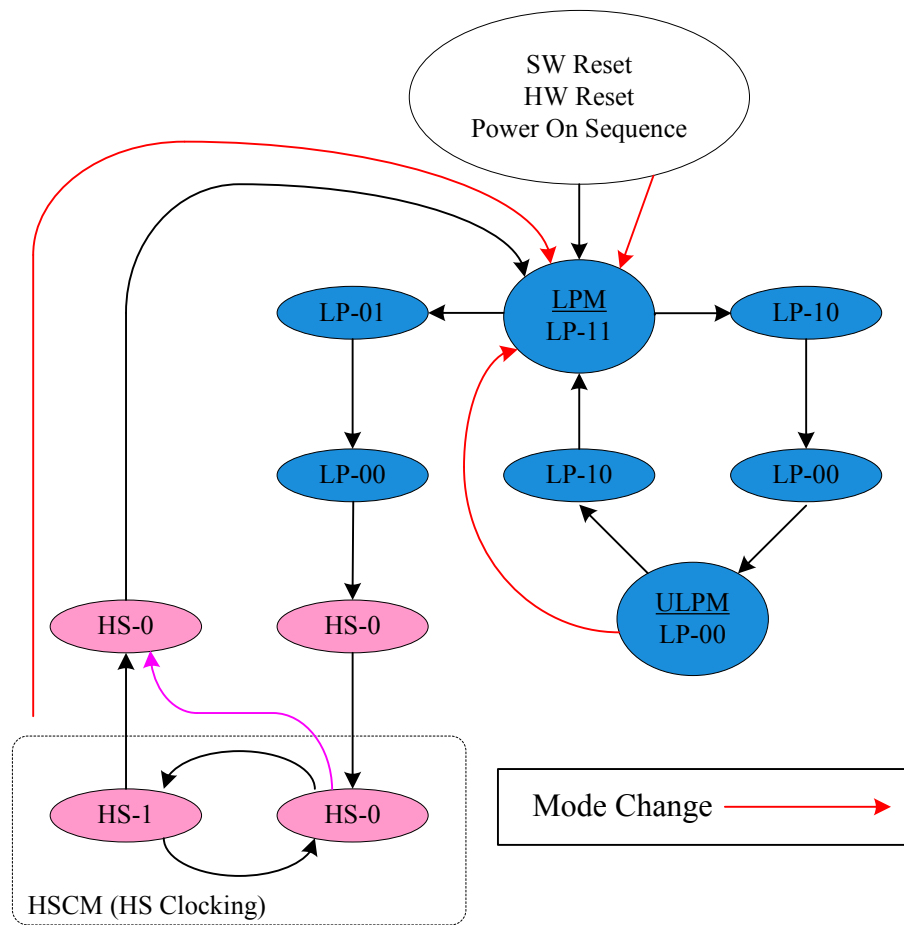 SW Reset
HW Reset
Power On Sequence
LPM
LP-11
LP-01
LP-10
LP-00
LP-10
LP-00
ULPM
LP-00
HS-0
HS-0
HS-1
HS-0
HSCM (HS Clocking)
Mode Change